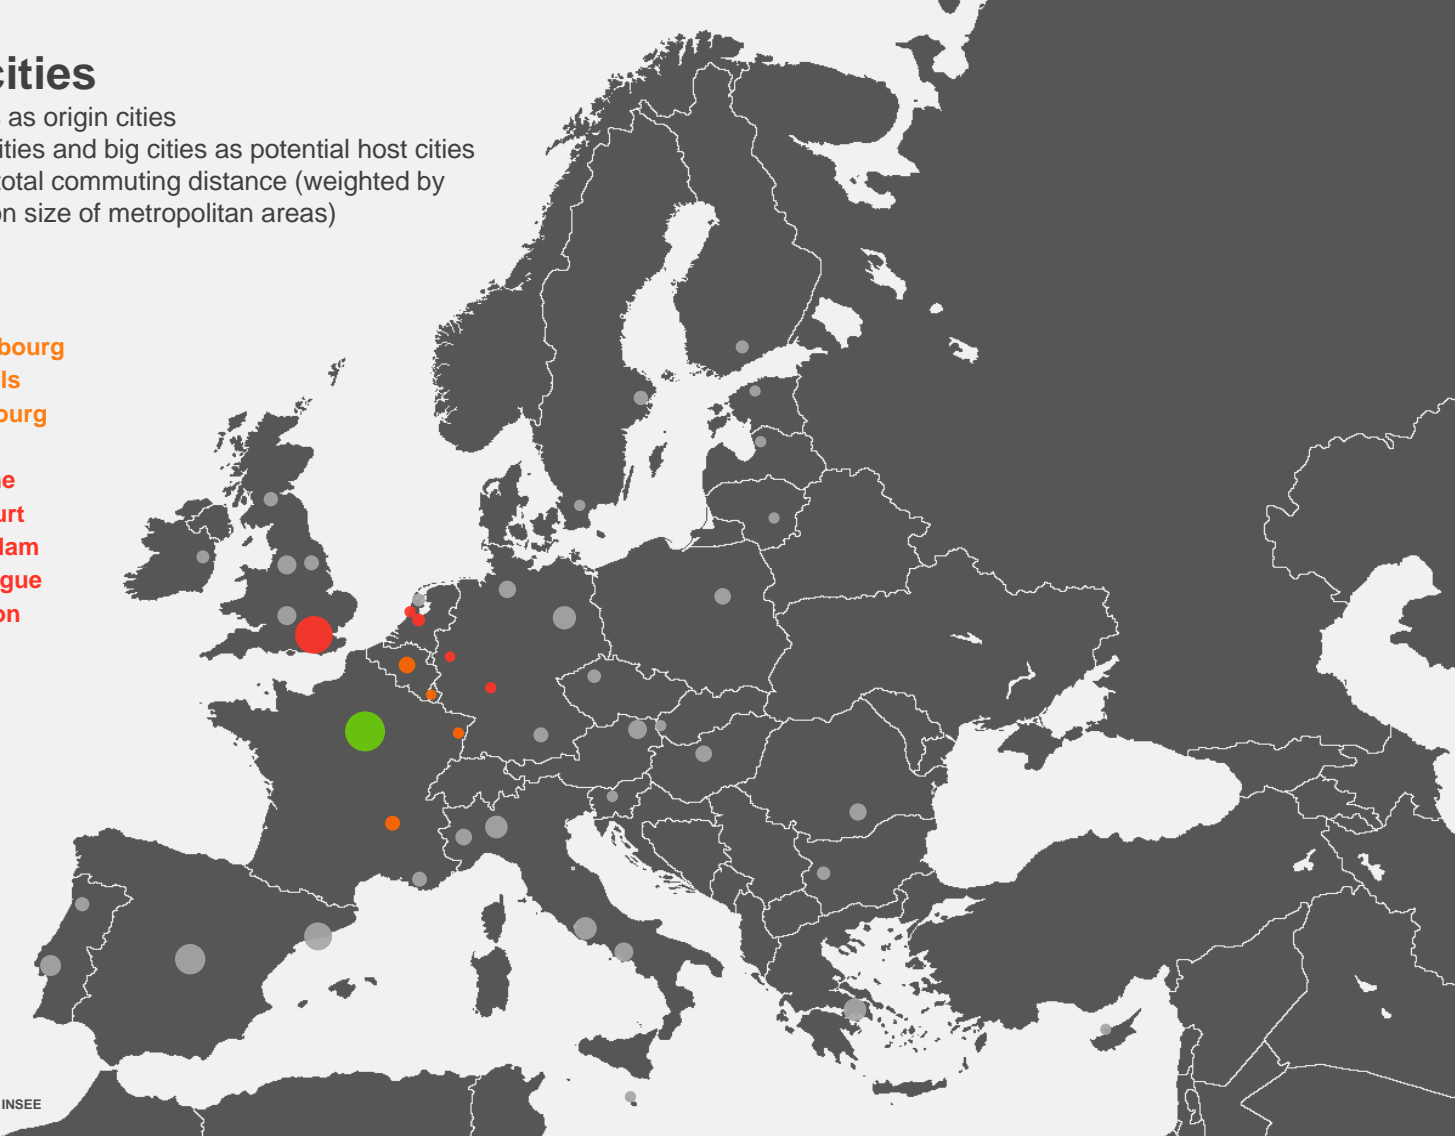 cities
as origin cities
ities and big cities as potential host cities
total commuting distance (weighted by
on size of metropolitan areas)
bourg
ls
ourg
ne
urt
dam
gue
on
INSEE